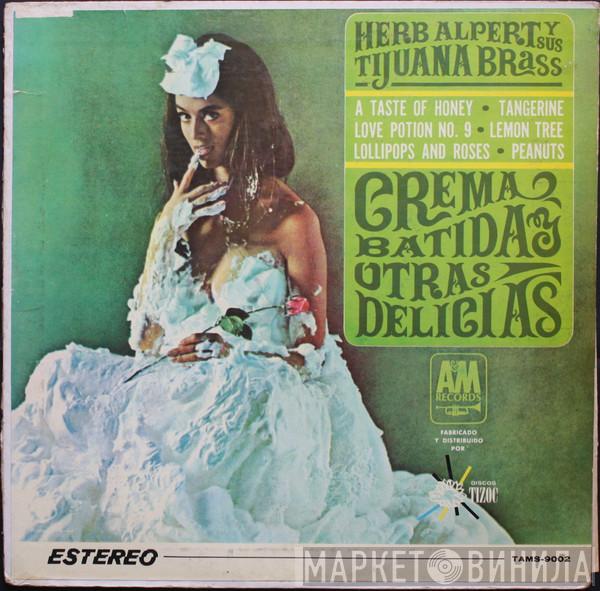 HERB ALPERT Y SUS
TIJUANA BRASS
A TASTE OF HONEY • TANGERINE
LOVE POTION NO. 9 • LEMON TREE
LOLLIPOPS AND ROSES • PEANUTS
CREMA
BATIDA Y
OTRAS
DELICIAS
A&M
RECORDS
FABRICADO
Y DISTRIBUIDO
POR
DISCOS
TIZOC
ESTEREO
TAMS-9002
МАРКЕТ ВИНИЛА